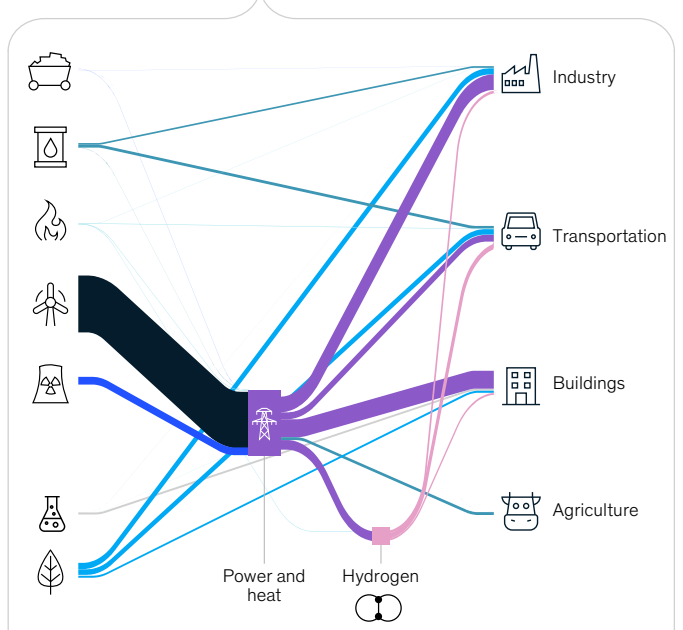 Industry
Transportation
Buildings
Agriculture
Power and
heat
Hydrogen